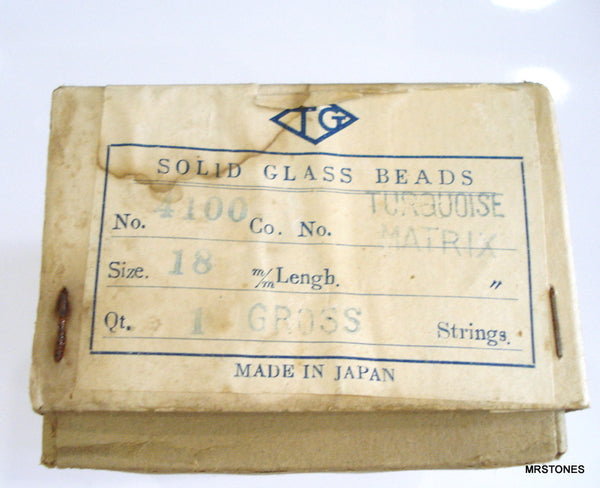 TG
SOLID GLASS BEADS
No. 4100 Co. No. TURQUOISE
MATRIX
Size. 18 m/m Lengh. "
Qt. 1 GROSS Strings.
MADE IN JAPAN
MRSTONES